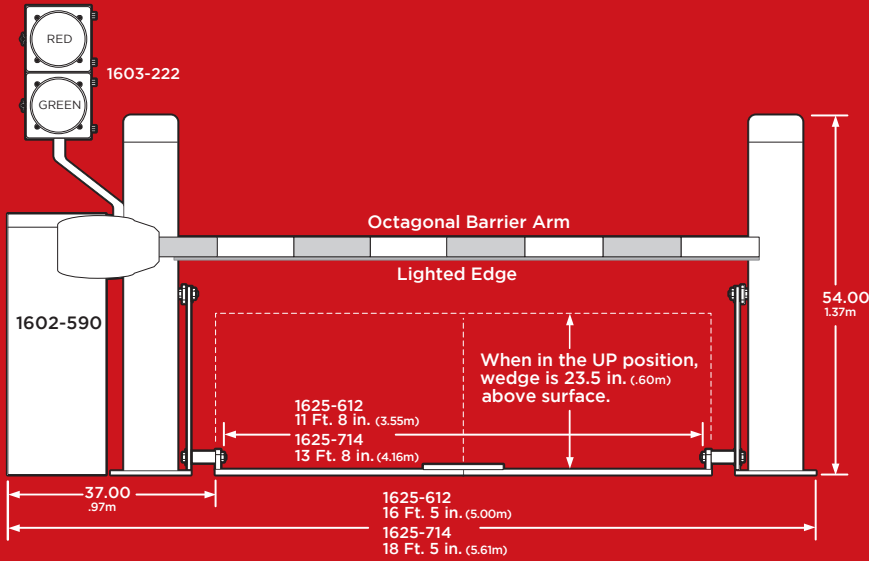 RED
1603-222
GREEN
Octagonal Barrier Arm
Lighted Edge
54.00
1.37m
1602-590
When in the UP position,
wedge is 23.5 in. (.60m)
above surface.
1625-612
11 Ft. 8 in. (3.55m)
1625-714
13 Ft. 8 in. (4.16m)
37.00
.97m
1625-612
16 Ft. 5 in. (5.00m)
1625-714
18 Ft. 5 in. (5.61m)